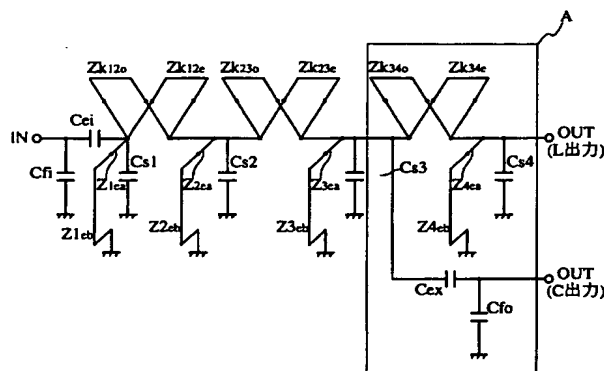 A
Zk12o Zk12e Zk23o Zk23e Zk34o Zk34e
Cei
IN
OUT
(L出力)
Cfi
Cs1
Cs2
Cs3
Cs4
Z1ea
Z2ea
Z3ea
Z4ea
Z1eb
Z2eb
Z3eb
Z4eb
Cex
OUT
(C出力)
Cfo